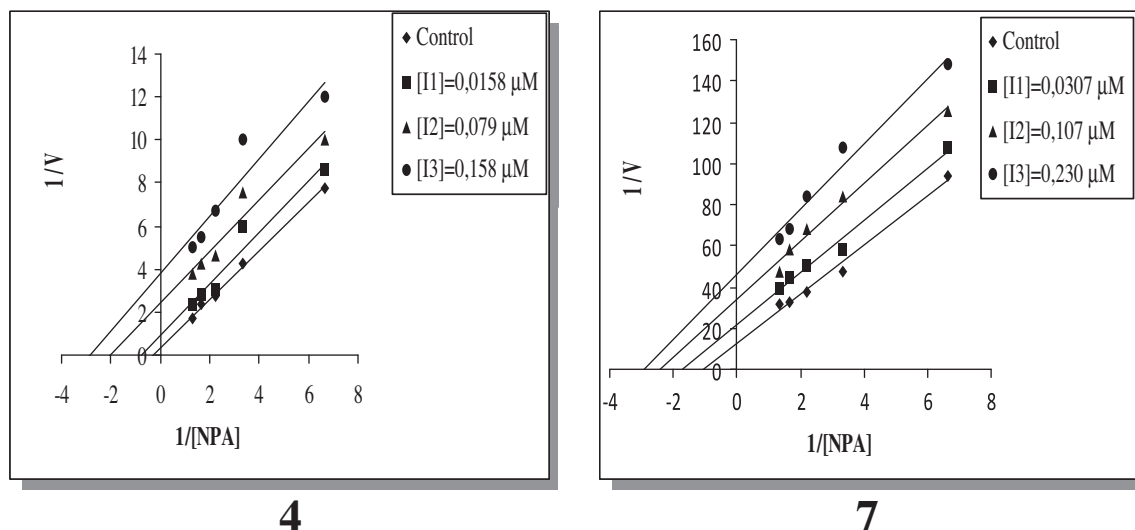 14
12
10
8
6
4
2
0
-4 -2 0 2 4 6 8
1/V
1/[NPA]
Control
[I1]=0,0158 μM
[I2]=0,079 μM
[I3]=0,158 μM
4
160
140
120
100
80
60
40
20
0
-4 -2 0 2 4 6 8
1/V
1/[NPA]
Control
[I1]=0,0307 μM
[I2]=0,107 μM
[I3]=0,230 μM
7